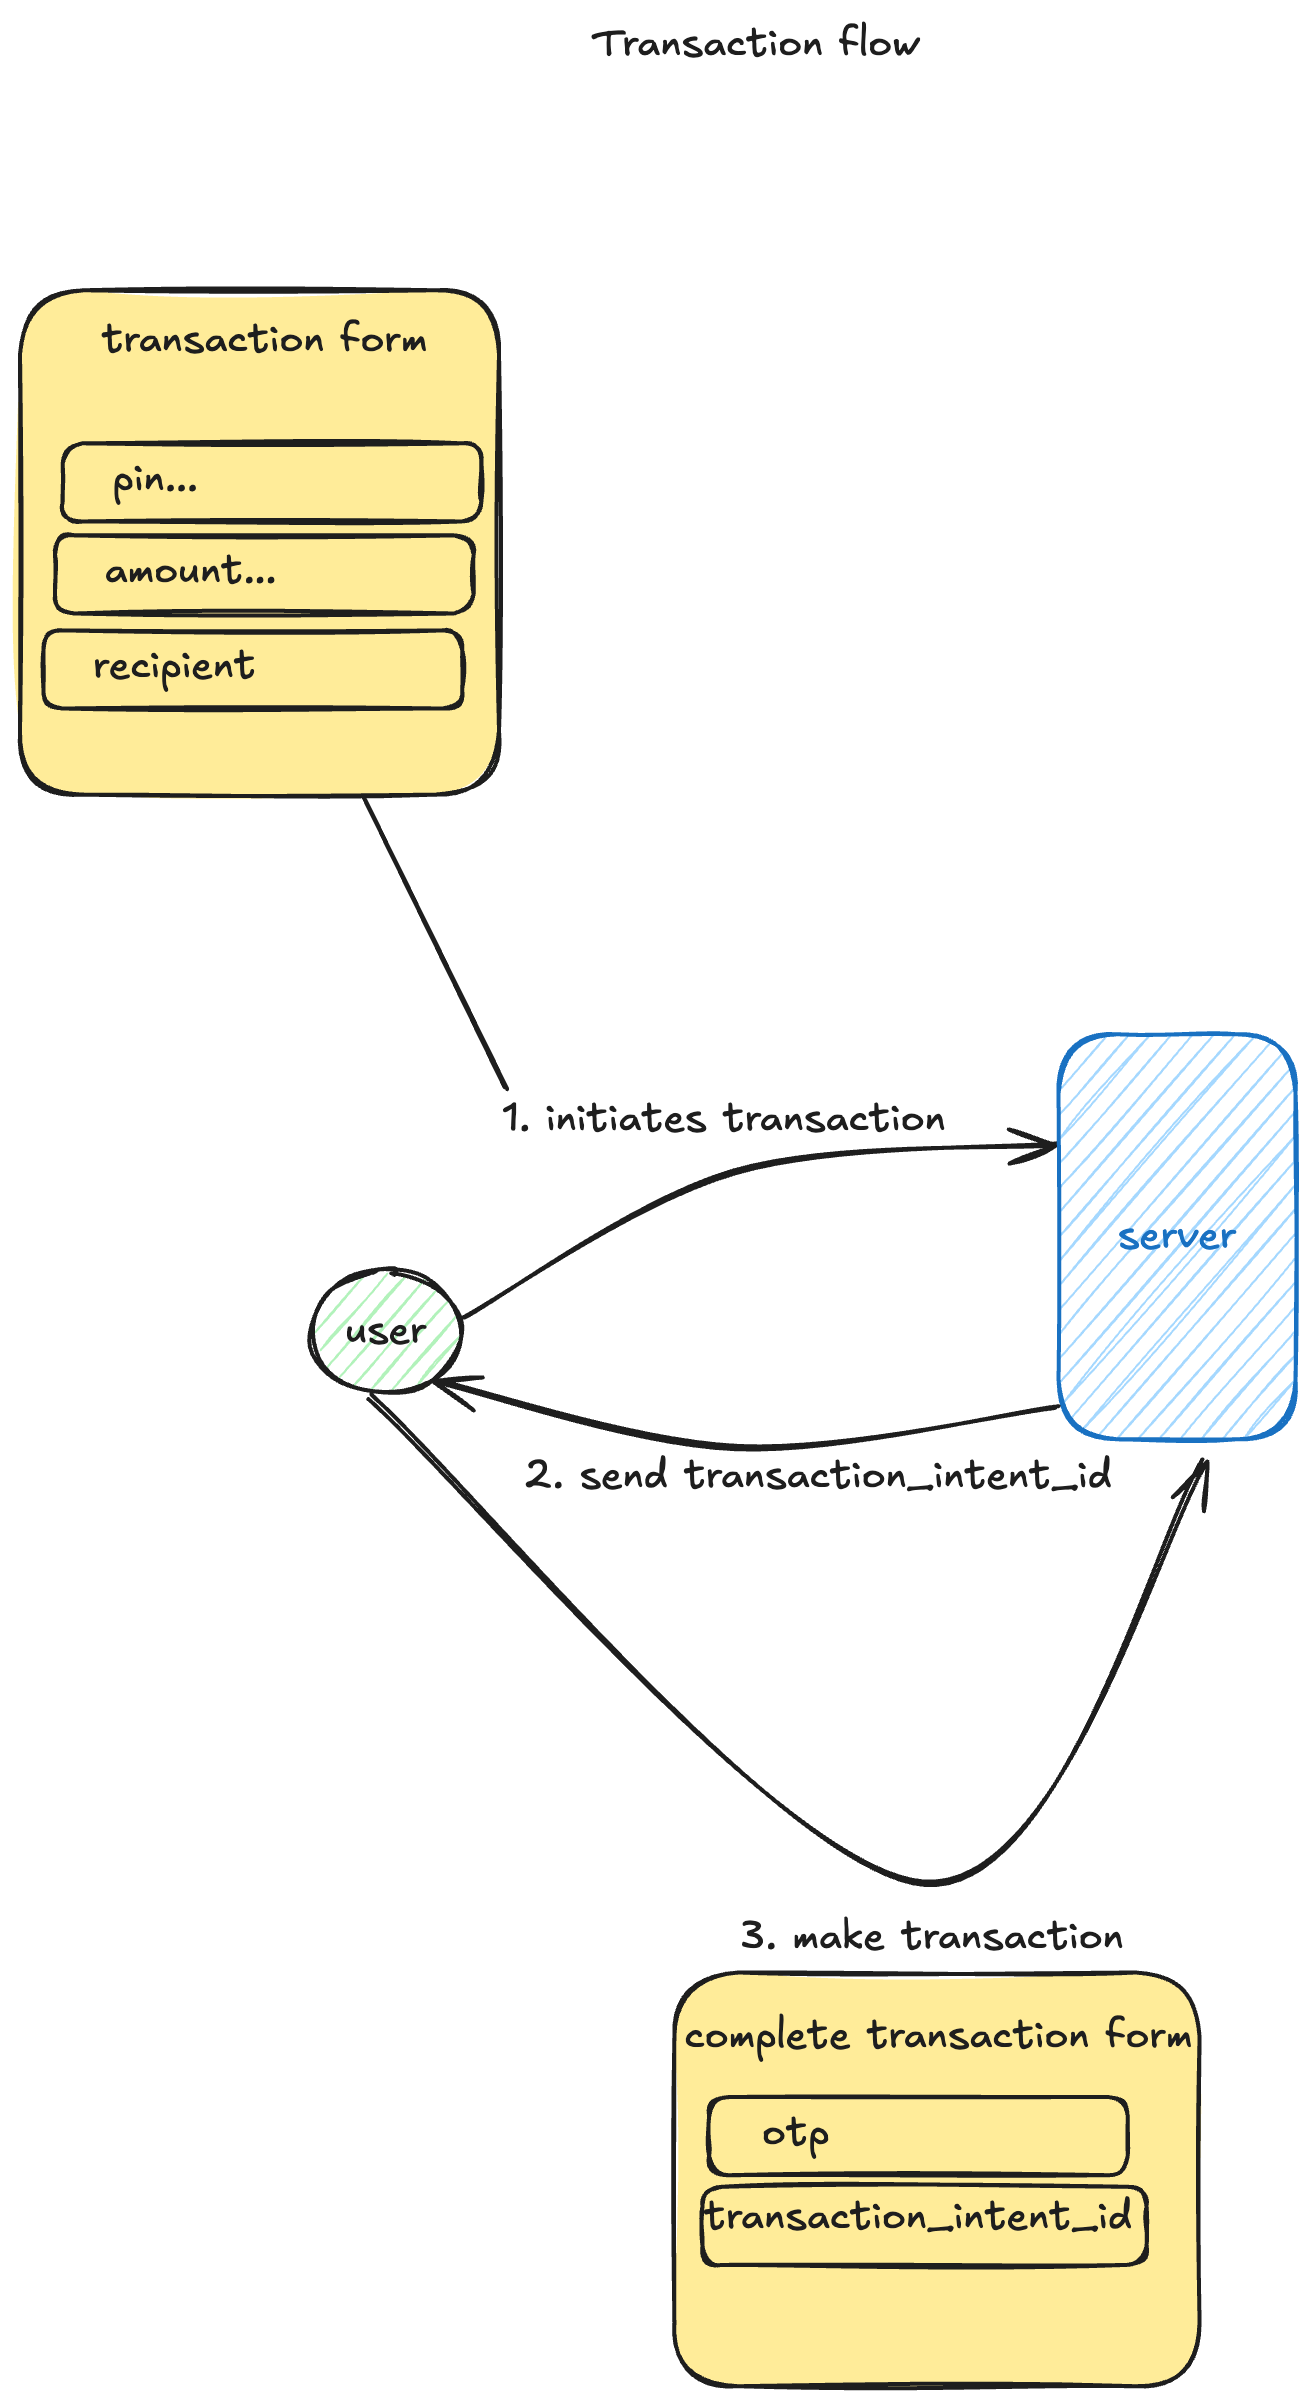 Transaction flow
transaction form
pin...
amount...
recipient
1. initiates transaction
server
user
2. send transaction_intent_id
3. make transaction
complete transaction form
otp
transaction_intent_id